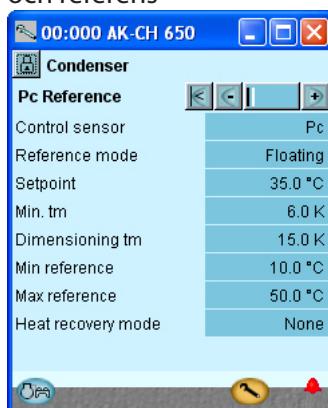 och referens
00:000 AK-CH 650
Condenser
Pc Reference
Control sensor Pc
Reference mode Floating
Setpoint 35.0 °C
Min. tm 6.0 K
Dimensioning tm 15.0 K
Min reference 10.0 °C
Max reference 50.0 °C
Heat recovery mode None